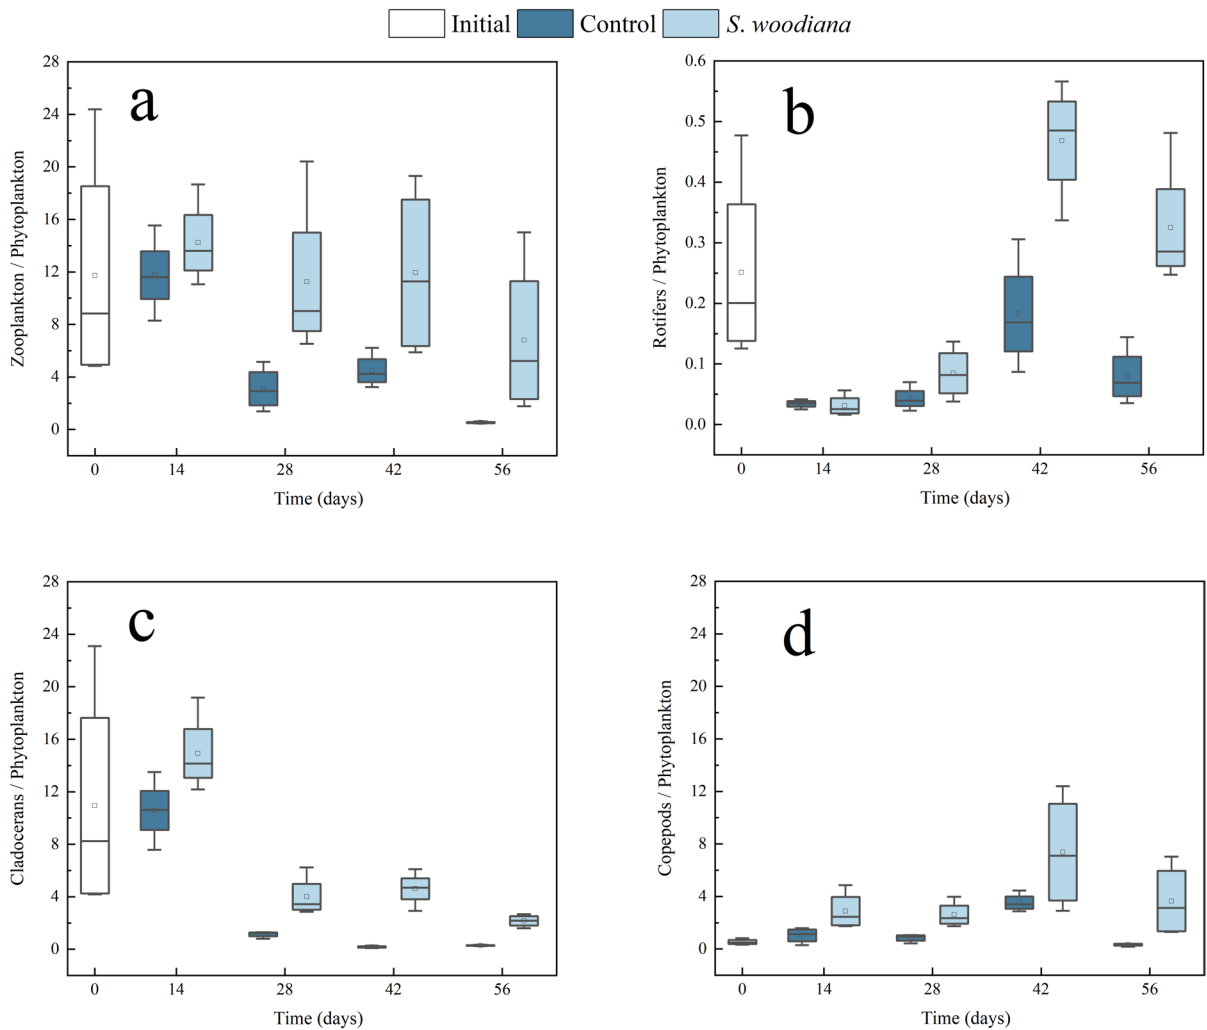 Initial Control S. woodiana
a
28
24
20
16
12
8
4
0
Zooplankton / Phytoplankton
0 14 28 42 56
Time (days)
b
0.6
0.5
0.4
0.3
0.2
0.1
0.0
Rotifers / Phytoplankton
0 14 28 42 56
Time (days)
c
28
24
20
16
12
8
4
0
Cladocerans / Phytoplankton
0 14 28 42 56
Time (days)
d
28
24
20
16
12
8
4
0
Copepods / Phytoplankton
0 14 28 42 56
Time (days)